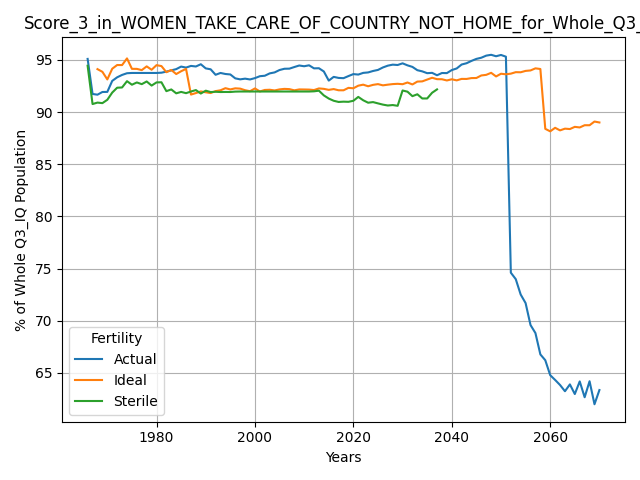 Score_3_in_WOMEN_TAKE_CARE_OF_COUNTRY_NOT_HOME_for_Whole_Q3_
95
90
85
80
75
70
65
% of Whole Q3_IQ Population
Fertility
Actual
Ideal
Sterile
1980
2000
2020
2040
2060
Years